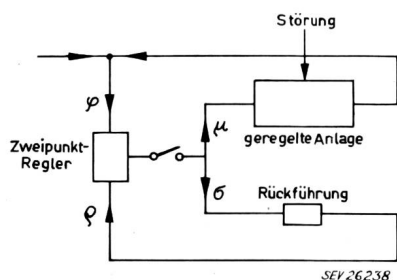 Störung
φ
Zweipunkt-
Regler
μ
geregelte Anlage
σ
Rückführung
ϱ
SEV 26238